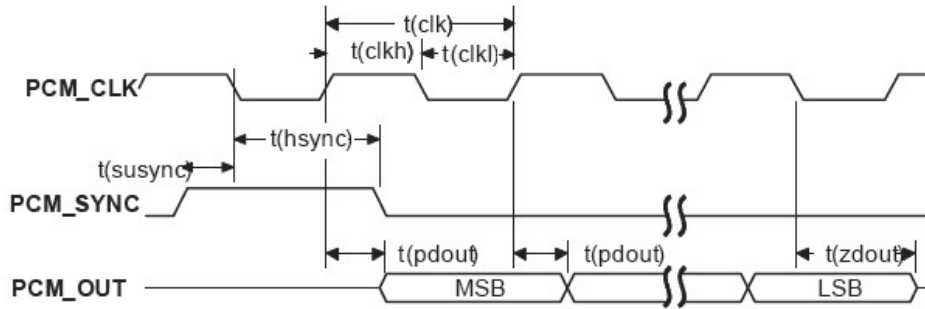 t(clk)
t(clkh) t(clkl)
PCM_CLK
t(hsync)
t(susync)
PCM_SYNC
t(pdout) t(pdout) t(zdout)
PCM_OUT MSB LSB